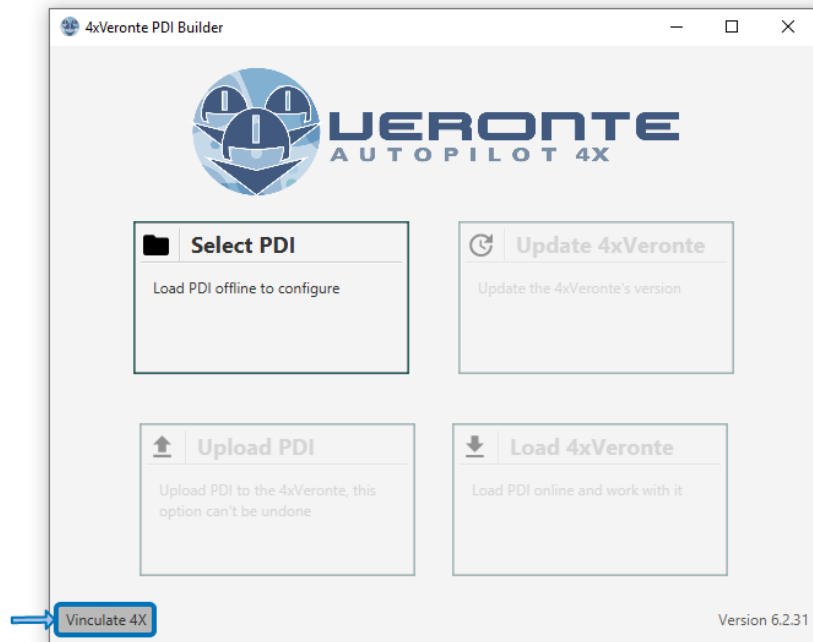 4xVeronte PDI Builder
VERONTE
AUTOPILOT 4X
Select PDI
Load PDI offline to configure
Update 4xVeronte
Update the 4xVeronte's version
Upload PDI
Upload PDI to the 4xVeronte, this
option can't be undone
Load 4xVeronte
Load PDI online and work with it
Vinculate 4X
Version 6.2.31